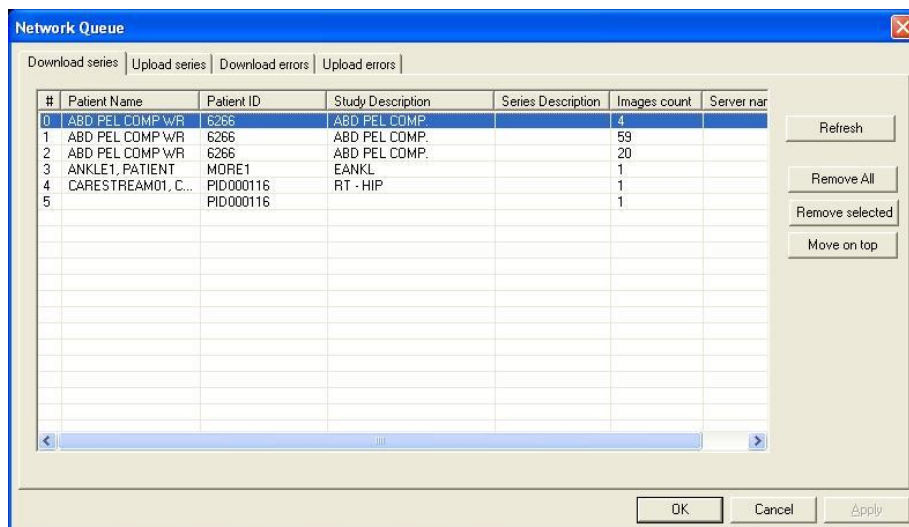 Network Queue
Download series Upload series Download errors Upload errors
# Patient Name Patient ID Study Description Series Description Images count Server nar
0 ABD PEL COMP WR 6266 ABD PEL COMP. 4
1 ABD PEL COMP WR 6266 ABD PEL COMP. 59
2 ABD PEL COMP WR 6266 ABD PEL COMP. 20
3 ANKLE1, PATIENT MORE1 EANKL 1
4 CARESTREAM01, C... PID000116 RT - HIP 1
5 PID000116 1
Refresh
Remove All
Remove selected
Move on top
OK Cancel Apply